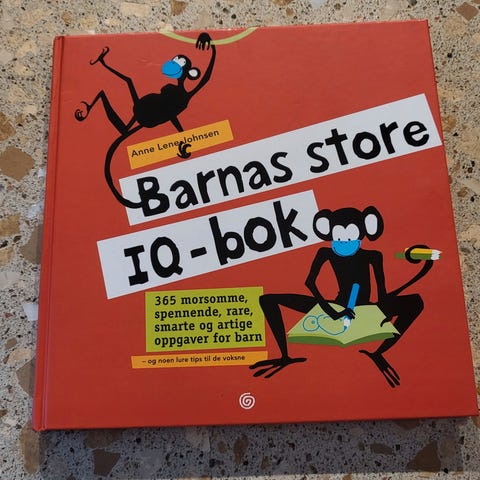 Anne Lene Johnsen
Barnas store
IQ-bok
365 morsomme,
spennende, rare,
smarte og artige
oppgaver for barn
– og noen lure tips til de voksne